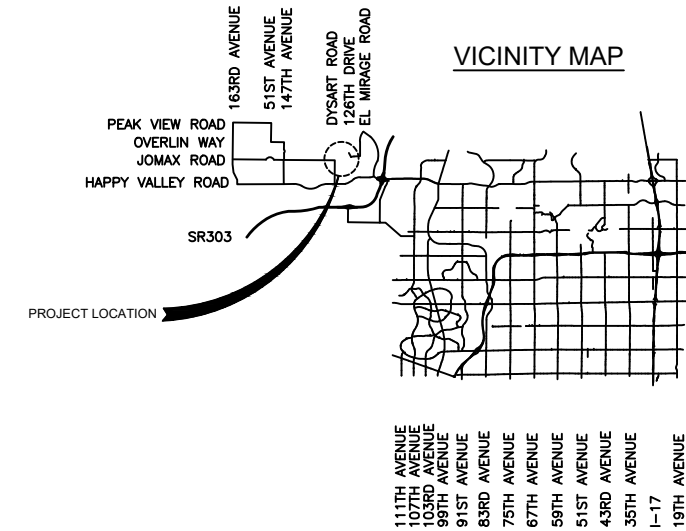 VICINITY MAP
163RD AVENUE
51ST AVENUE
147TH AVENUE
DYSART ROAD
126TH DRIVE
EL MIRAGE ROAD
PEAK VIEW ROAD
OVERLIN WAY
JOMAX ROAD
HAPPY VALLEY ROAD
SR303
PROJECT LOCATION
111TH AVENUE
107TH AVENUE
103RD AVENUE
99TH AVENUE
91ST AVENUE
83RD AVENUE
75TH AVENUE
67TH AVENUE
59TH AVENUE
51ST AVENUE
43RD AVENUE
35TH AVENUE
I-17
19TH AVENUE